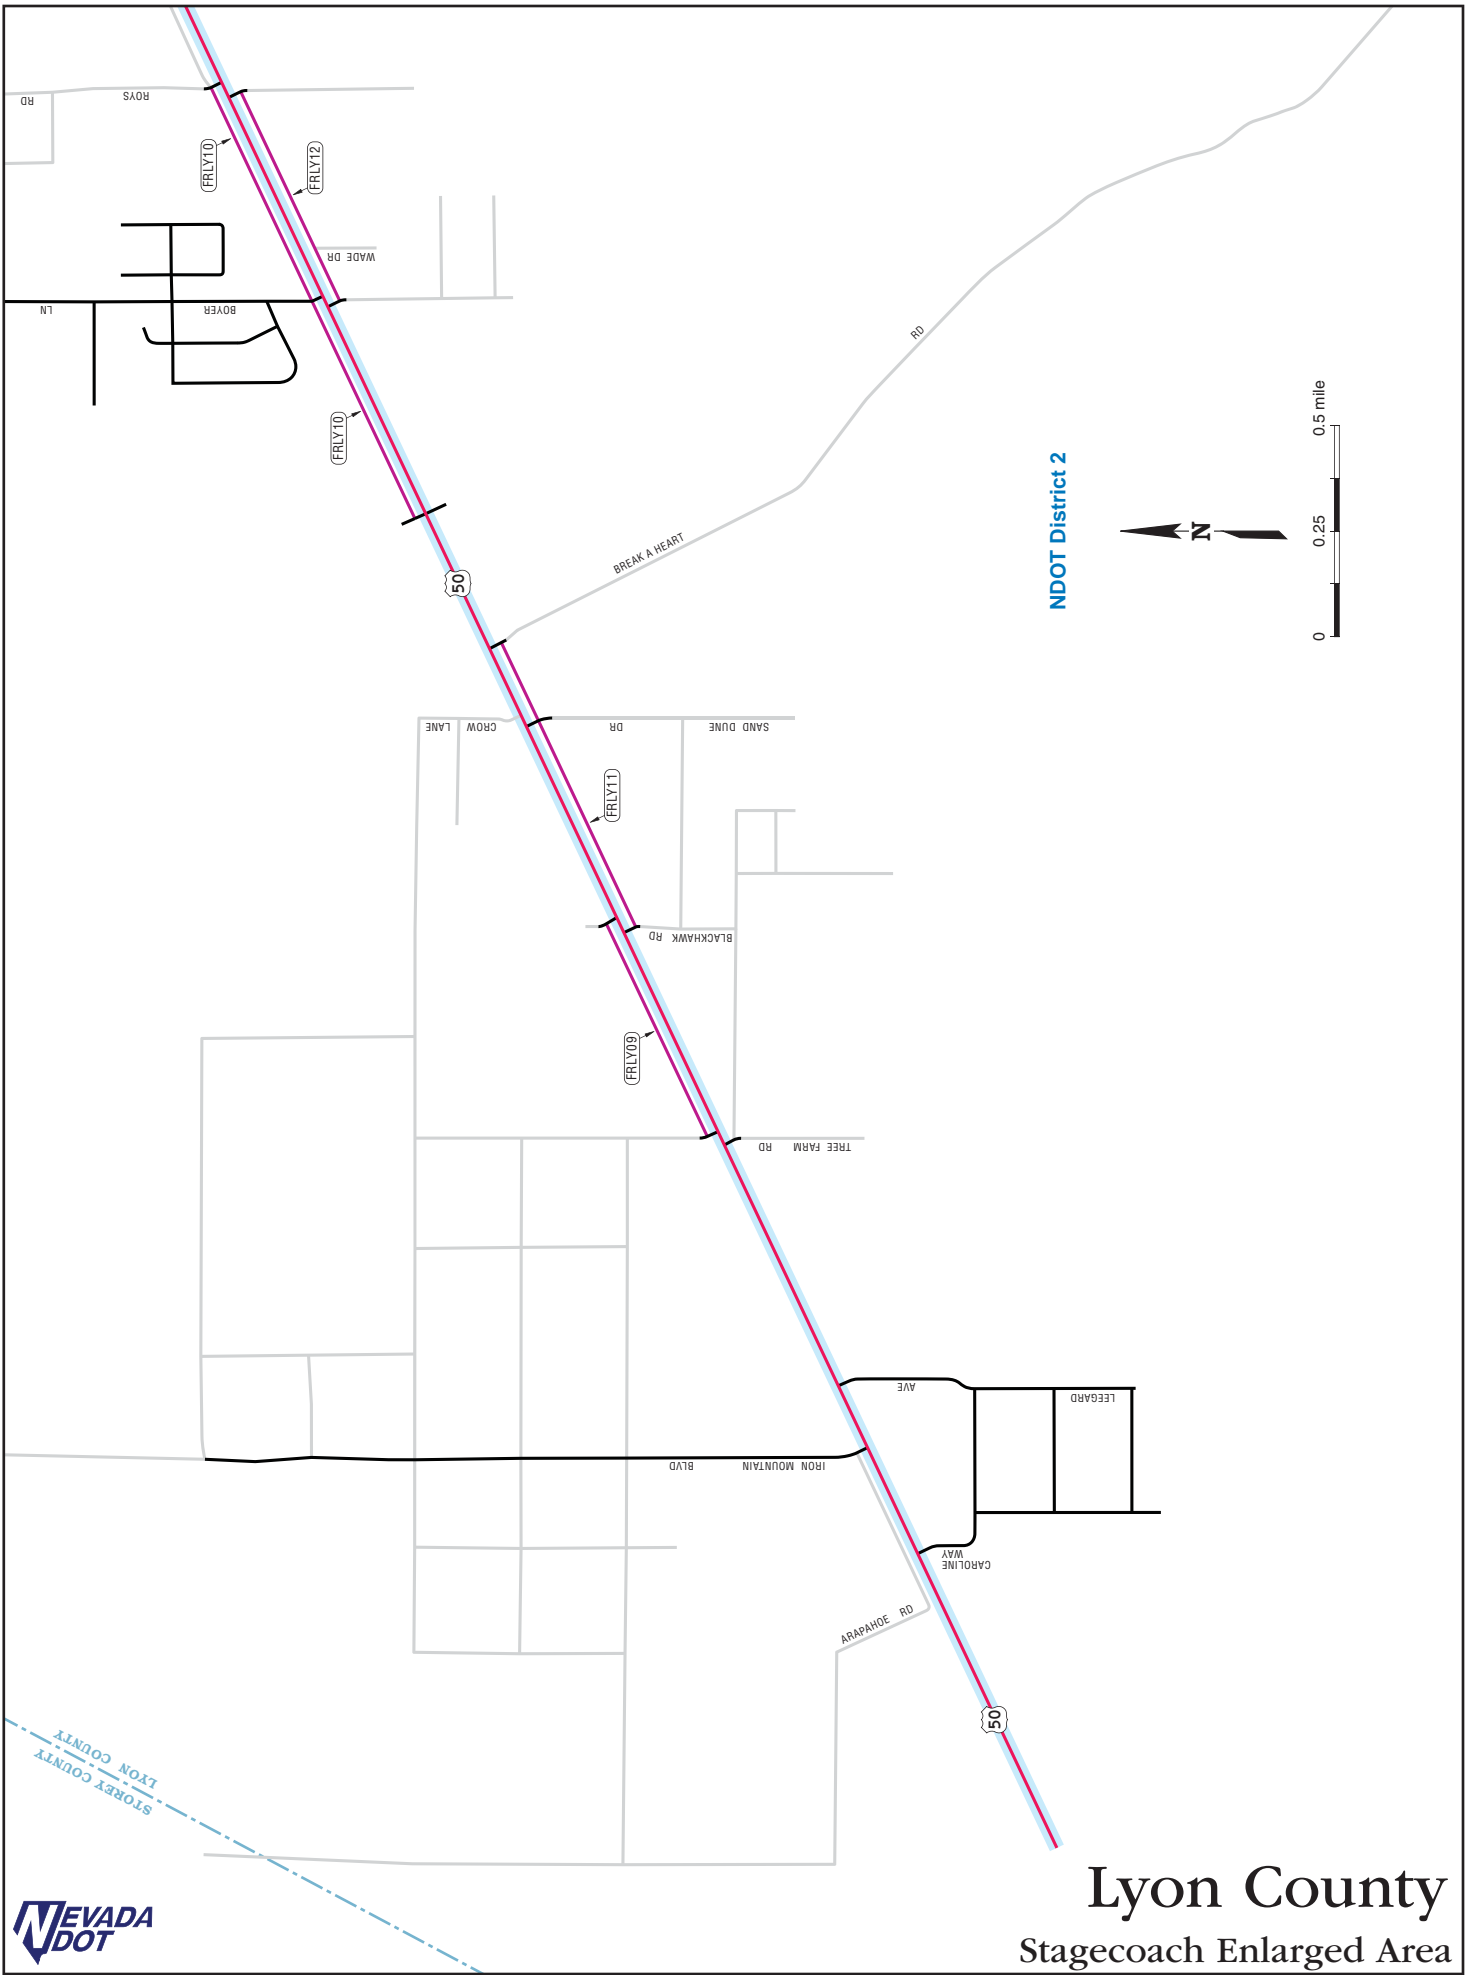 RD
ROYS
FRLY10
FRLY12
WADE DR
LN
BOYER
RD
FRLY10
0.5 mile
NDOT District 2
0.25
N
0
BREAK A HEART
50
LANE
CROW
DR
SAND DUNE
FRLY11
RD
BLACKHAWK
FRLY09
RD
TREE FARM
AVE
LEEGARD
BLVD
IRON MOUNTAIN
CAROLINE
WAY
ARAPAHOE RD
50
LYON COUNTY
STOREY COUNTY
NEVADA
DOT
Lyon County
Stagecoach Enlarged Area